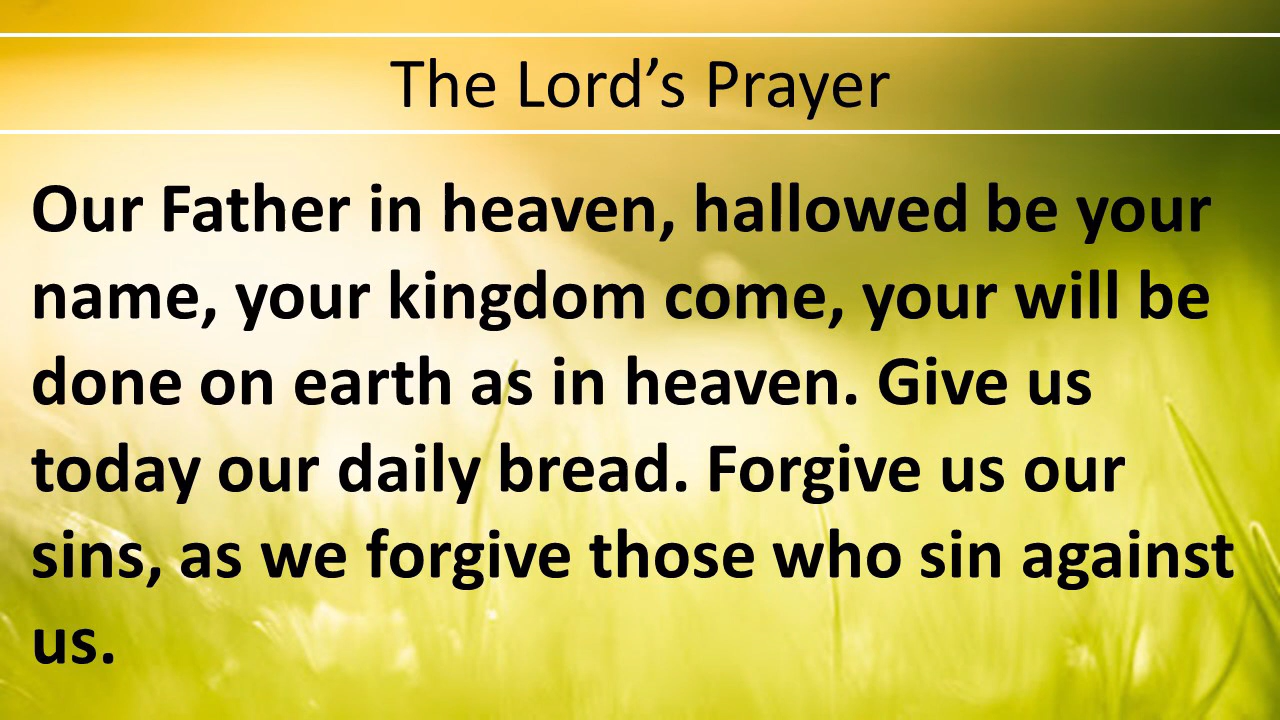 The Lord’s Prayer
Our Father in heaven, hallowed be your
name, your kingdom come, your will be
done on earth as in heaven. Give us
today our daily bread. Forgive us our
sins, as we forgive those who sin against
us.